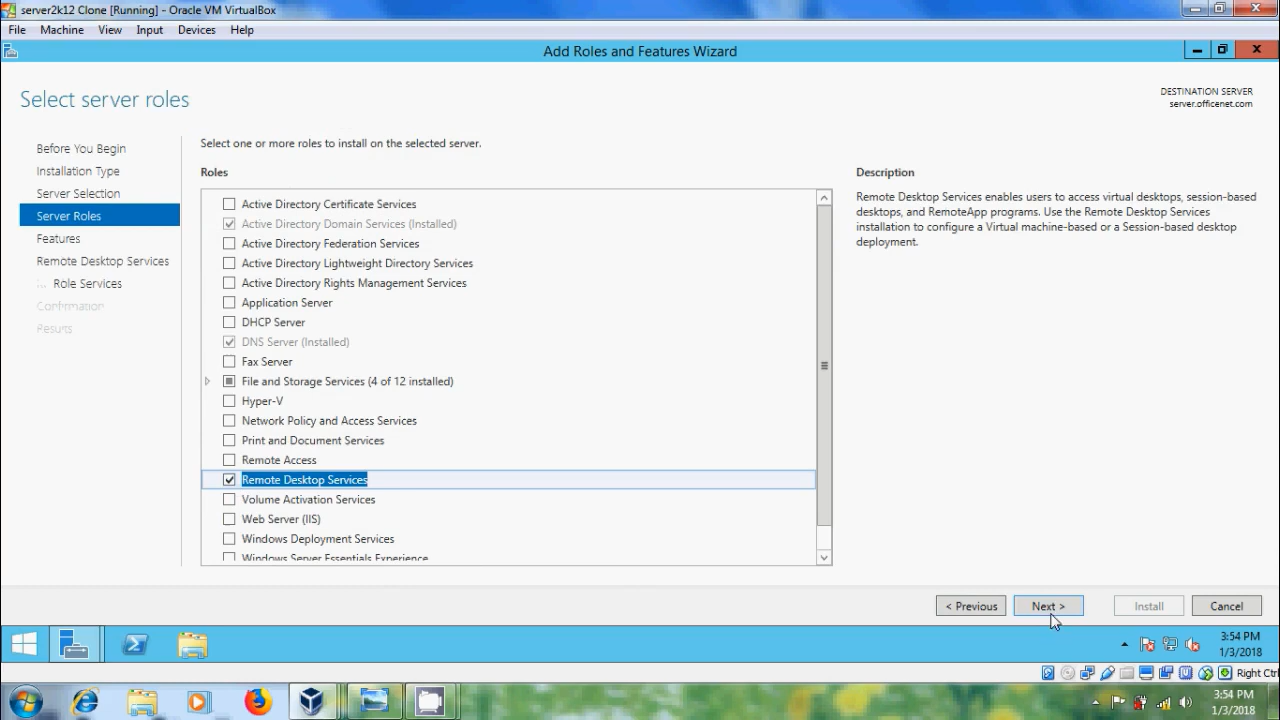 server2k12 Clone [Running] - Oracle VM VirtualBox
File Machine View Input Devices Help
Add Roles and Features Wizard
Select server roles
DESTINATION SERVER
server.officenet.com
Before You Begin
Installation Type
Server Selection
Server Roles
Features
Remote Desktop Services
... Role Services
Confirmation
Results
Select one or more roles to install on the selected server.
Roles
Active Directory Certificate Services
Active Directory Domain Services (Installed)
Active Directory Federation Services
Active Directory Lightweight Directory Services
Active Directory Rights Management Services
Application Server
DHCP Server
DNS Server (Installed)
Fax Server
File and Storage Services (4 of 12 installed)
Hyper-V
Network Policy and Access Services
Print and Document Services
Remote Access
Remote Desktop Services
Volume Activation Services
Web Server (IIS)
Windows Deployment Services
Windows Server Essentials Experience
Description
Remote Desktop Services enables users to access virtual desktops, session-based
desktops, and RemoteApp programs. Use the Remote Desktop Services
installation to configure a Virtual machine-based or a Session-based desktop
deployment.
< Previous Next > Install Cancel
3:54 PM
1/3/2018
Right Ctrl
3:54 PM
1/3/2018